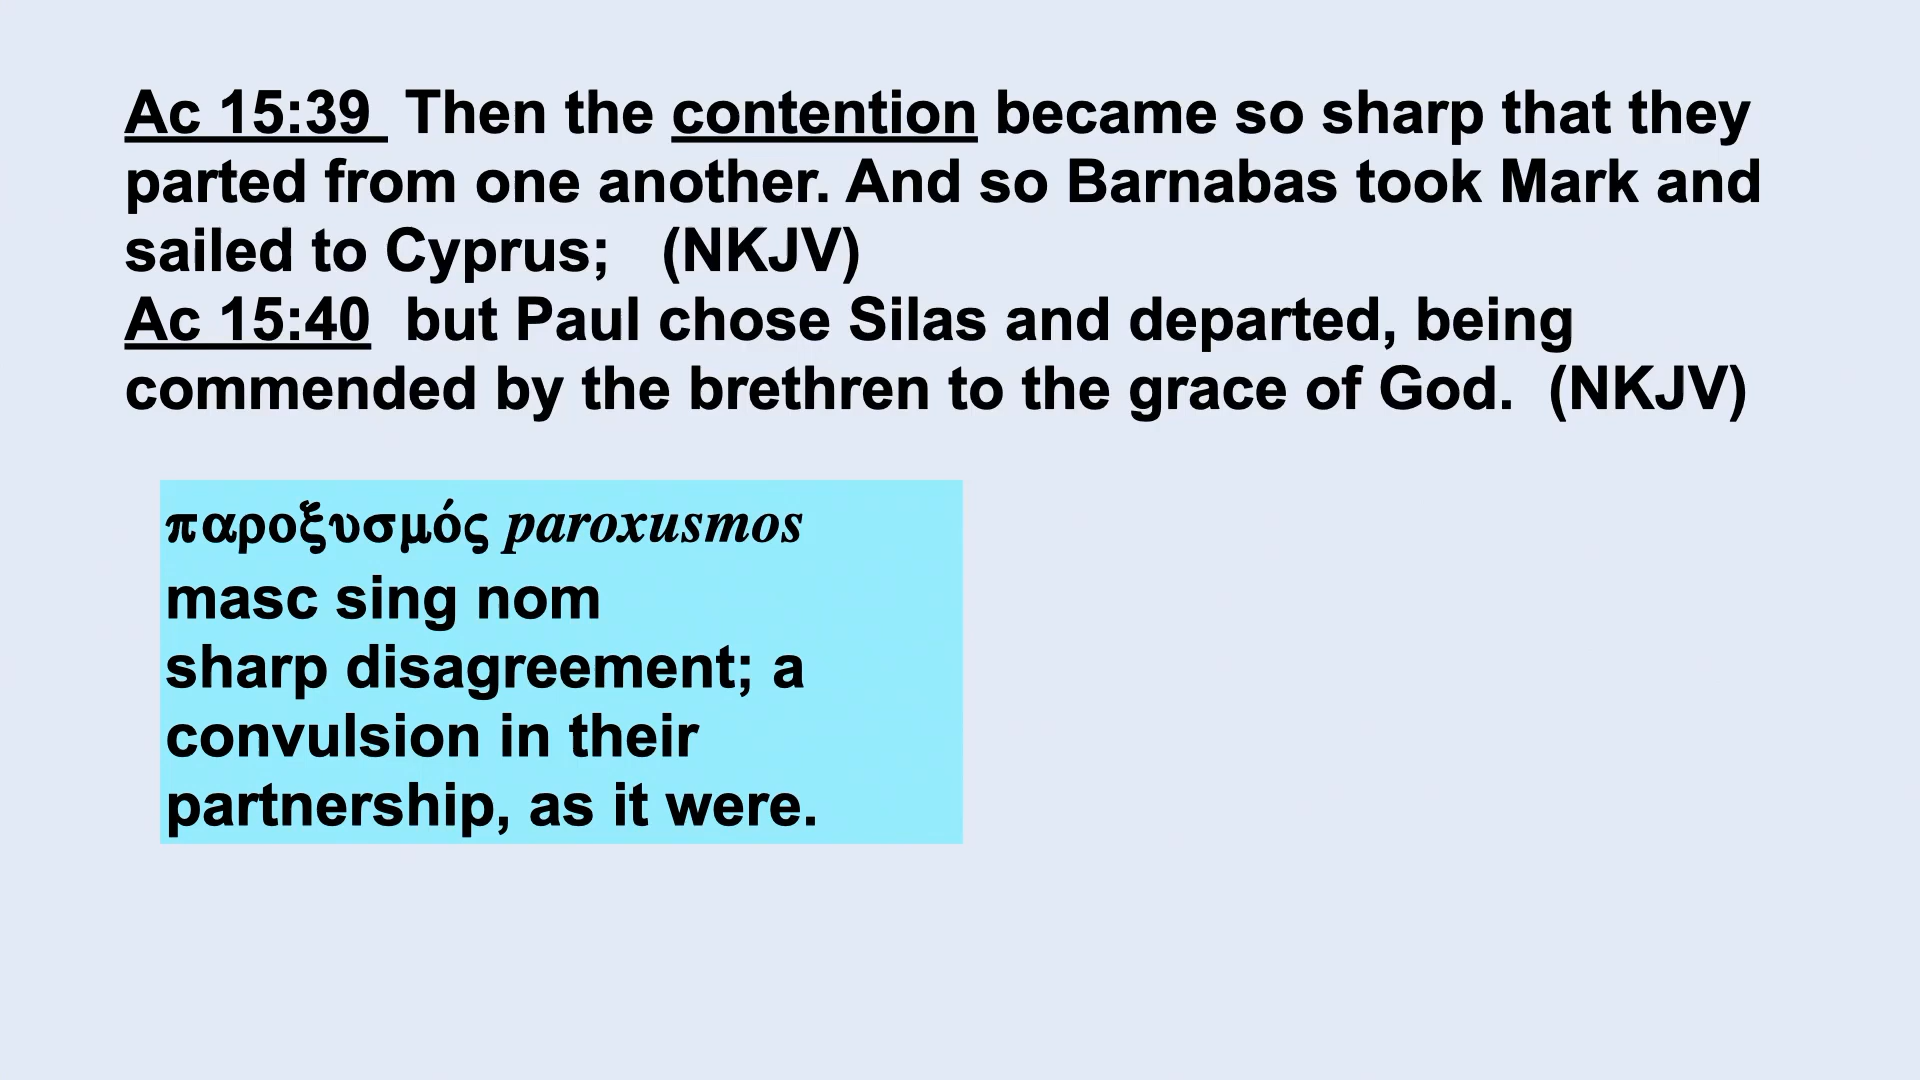 Ac 15:39  Then the contention became so sharp that they
parted from one another. And so Barnabas took Mark and
sailed to Cyprus;   (NKJV)
Ac 15:40  but Paul chose Silas and departed, being
commended by the brethren to the grace of God.  (NKJV)
παροξυσμός paroxusmos
masc sing nom
sharp disagreement; a
convulsion in their
partnership, as it were.